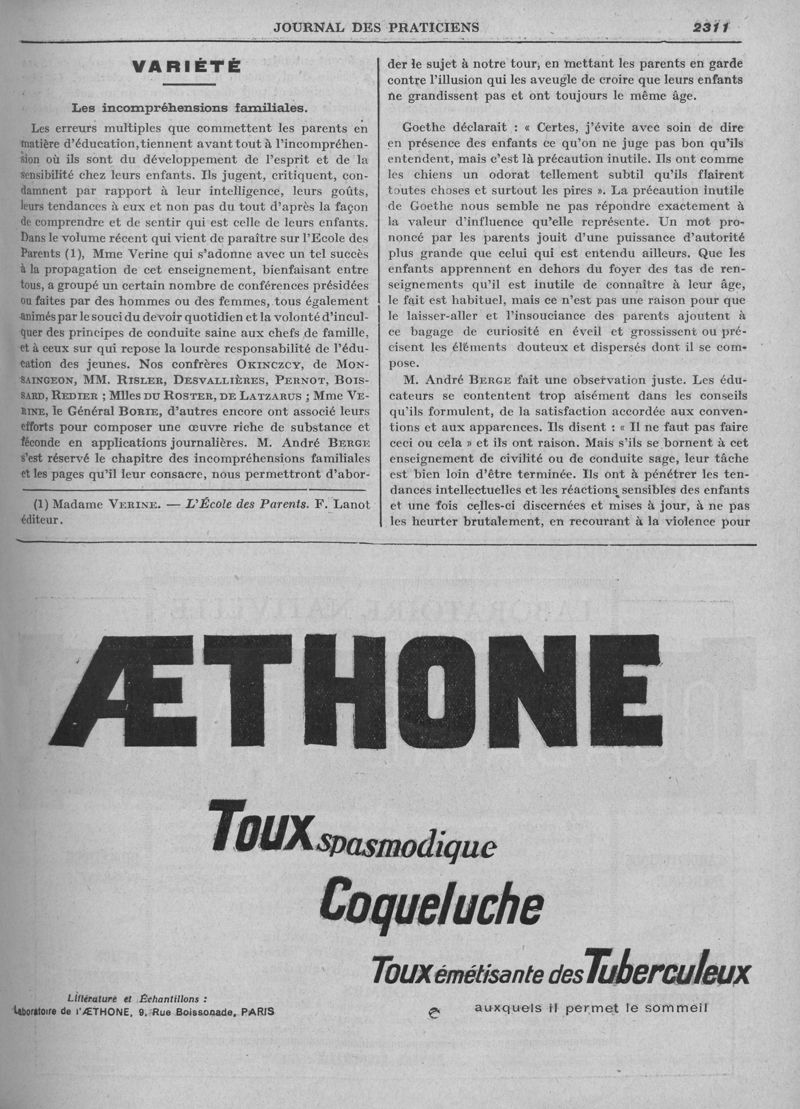 JOURNAL DES PRATICIENS
2311
VARIÉTÉ
Les incompréhensions familiales.
Les erreurs multiples que commettent les parents en
matière d'éducation, tiennent avant tout à l'incompréhen-
sion où ils sont du développement de l'esprit et de la
sensibilité chez leurs enfants. Ils jugent, critiquent, con-
damnent par rapport à leur intelligence, leurs goûts,
leurs tendances à eux et non pas du tout d'après la façon
de comprendre et de sentir qui est celle de leurs enfants.
Dans le volume récent qui vient de paraître sur l'Ecole des
Parents (1), Mme Verine qui s'adonne avec un tel succès
à la propagation de cet enseignement, bienfaisant entre
tous, a groupé un certain nombre de conférences présidées
ou faites par des hommes ou des femmes, tous également
animés par le souci du devoir quotidien et la volonté d'incul-
quer des principes de conduite saine aux chefs de famille,
et à ceux sur qui repose la lourde responsabilité de l'édu-
cation des jeunes. Nos confrères OKINCZCY, de MON-
SAINGEON, MM. RISLER, DESVALLIÈRES, PERNOT, BOIS-
SARD, REDIER ; Mlles DU ROSTER, DE LATZARUS ; Mme VE-
RINE, le Général BORIE, d'autres encore ont associé leurs
efforts pour composer une œuvre riche de substance et
féconde en applications journalières. M. André BERGE
s'est réservé le chapitre des incompréhensions familiales
et les pages qu'il leur consacre, nous permettront d'abor-
(1) Madame VERINE. — L'École des Parents. F. Lanot
éditeur.
der le sujet à notre tour, en mettant les parents en garde
contre l'illusion qui les aveugle de croire que leurs enfants
ne grandissent pas et ont toujours le même âge.
Goethe déclarait : « Certes, j'évite avec soin de dire
en présence des enfants ce qu'on ne juge pas bon qu'ils
entendent, mais c'est là précaution inutile. Ils ont comme
les chiens un odorat tellement subtil qu'ils flairent
toutes choses et surtout les pires ». La précaution inutile
de Goethe nous semble ne pas répondre exactement à
la valeur d'influence qu'elle représente. Un mot pro-
noncé par les parents jouit d'une puissance d'autorité
plus grande que celui qui est entendu ailleurs. Que les
enfants apprennent en dehors du foyer des tas de ren-
seignements qu'il est inutile de connaître à leur âge,
le fait est habituel, mais ce n'est pas une raison pour que
le laisser-aller et l'insouciance des parents ajoutent à
ce bagage de curiosité en éveil et grossissent ou pré-
cisent les éléments douteux et dispersés dont il se com-
pose.
M. André BERGE fait une observation juste. Les édu-
cateurs se contentent trop aisément dans les conseils
qu'ils formulent, de la satisfaction accordée aux conven-
tions et aux apparences. Ils disent : « Il ne faut pas faire
ceci ou cela » et ils ont raison. Mais s'ils se bornent à cet
enseignement de civilité ou de conduite sage, leur tâche
est bien loin d'être terminée. Ils ont à pénétrer les ten-
dances intellectuelles et les réactions sensibles des enfants
et une fois celles-ci discernées et mises à jour, à ne pas
les heurter brutalement, en recourant à la violence pour
ÆTHONE
Toux spasmodique
Coqueluche
Toux émétisante des Tuberculeux
auxquels il permet le sommeil
Littérature et Échantillons :
Laboratoire de l'ÆTHONE, 9, Rue Boissonade, PARIS